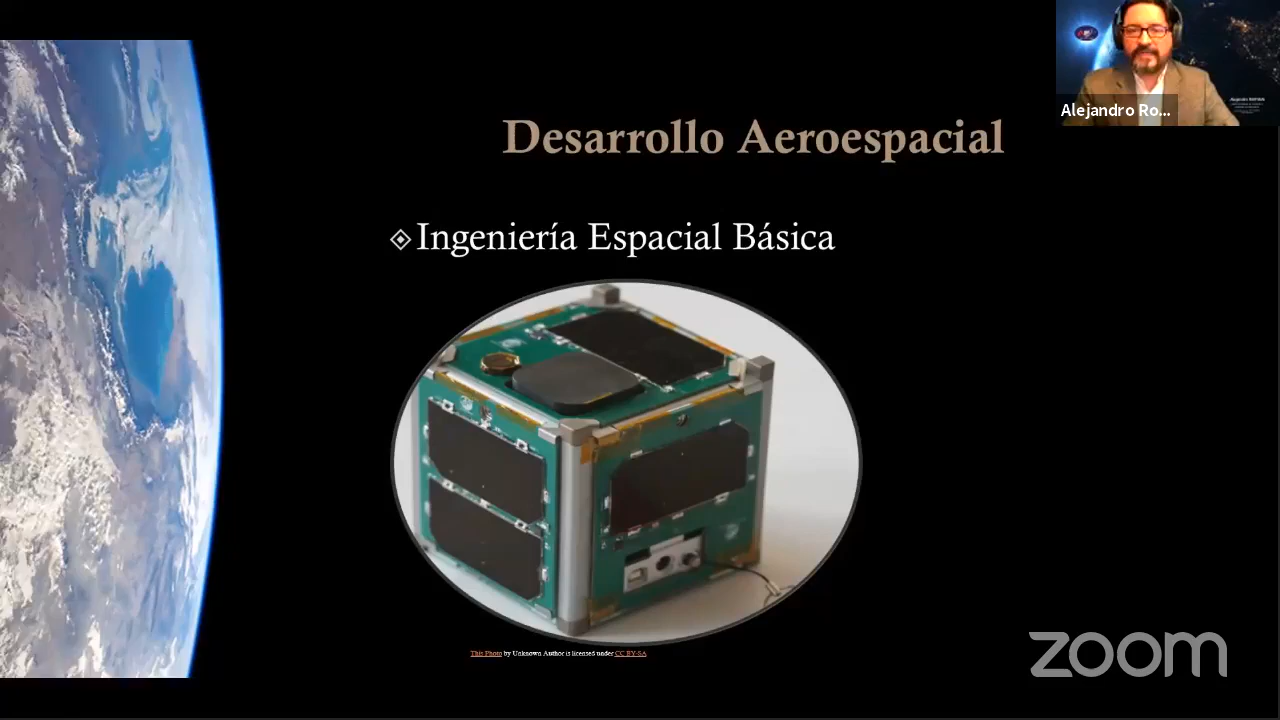 Alejandro Ro...
Desarrollo Aeroespacial
Ingeniería Espacial Básica
This Photo by Unknown Author is licensed under CC BY-SA
zoom